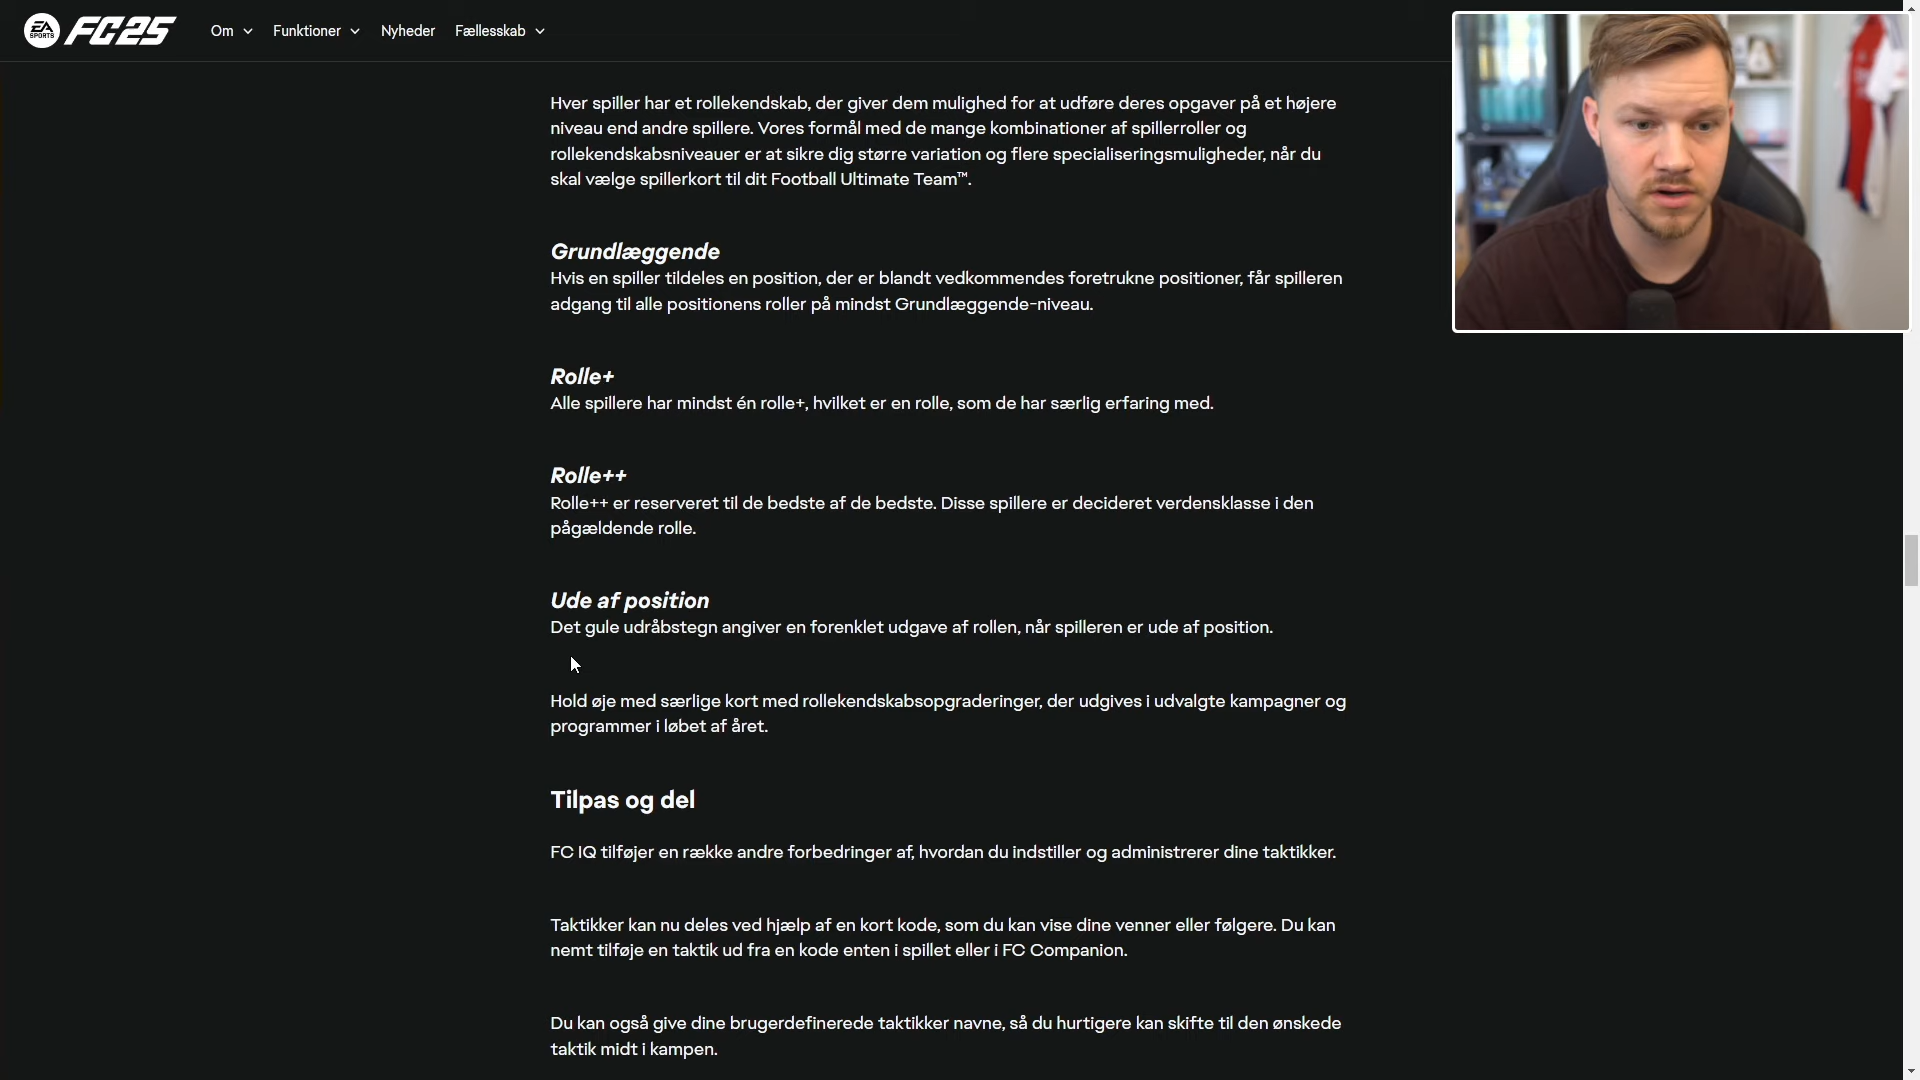 EA SPORTS FC25 Om Funktioner Nyheder Fællesskab
Hver spiller har et rollekendskab, der giver dem mulighed for at udføre deres opgaver på et højere
niveau end andre spillere. Vores formål med de mange kombinationer af spillerroller og
rollekendskabsniveauer er at sikre dig større variation og flere specialiseringsmuligheder, når du
skal vælge spillerkort til dit Football Ultimate Team™.
Grundlæggende
Hvis en spiller tildeles en position, der er blandt vedkommendes foretrukne positioner, får spilleren
adgang til alle positionens roller på mindst Grundlæggende-niveau.
Rolle+
Alle spillere har mindst én rolle+, hvilket er en rolle, som de har særlig erfaring med.
Rolle++
Rolle++ er reserveret til de bedste af de bedste. Disse spillere er decideret verdensklasse i den
pågældende rolle.
Ude af position
Det gule udråbstegn angiver en forenklet udgave af rollen, når spilleren er ude af position.
Hold øje med særlige kort med rollekendskabsopgraderinger, der udgives i udvalgte kampagner og
programmer i løbet af året.
Tilpas og del
FC IQ tilføjer en række andre forbedringer af, hvordan du indstiller og administrerer dine taktikker.
Taktikker kan nu deles ved hjælp af en kort kode, som du kan vise dine venner eller følgere. Du kan
nemt tilføje en taktik ud fra en kode enten i spillet eller i FC Companion.
Du kan også give dine brugerdefinerede taktikker navne, så du hurtigere kan skifte til den ønskede
taktik midt i kampen.